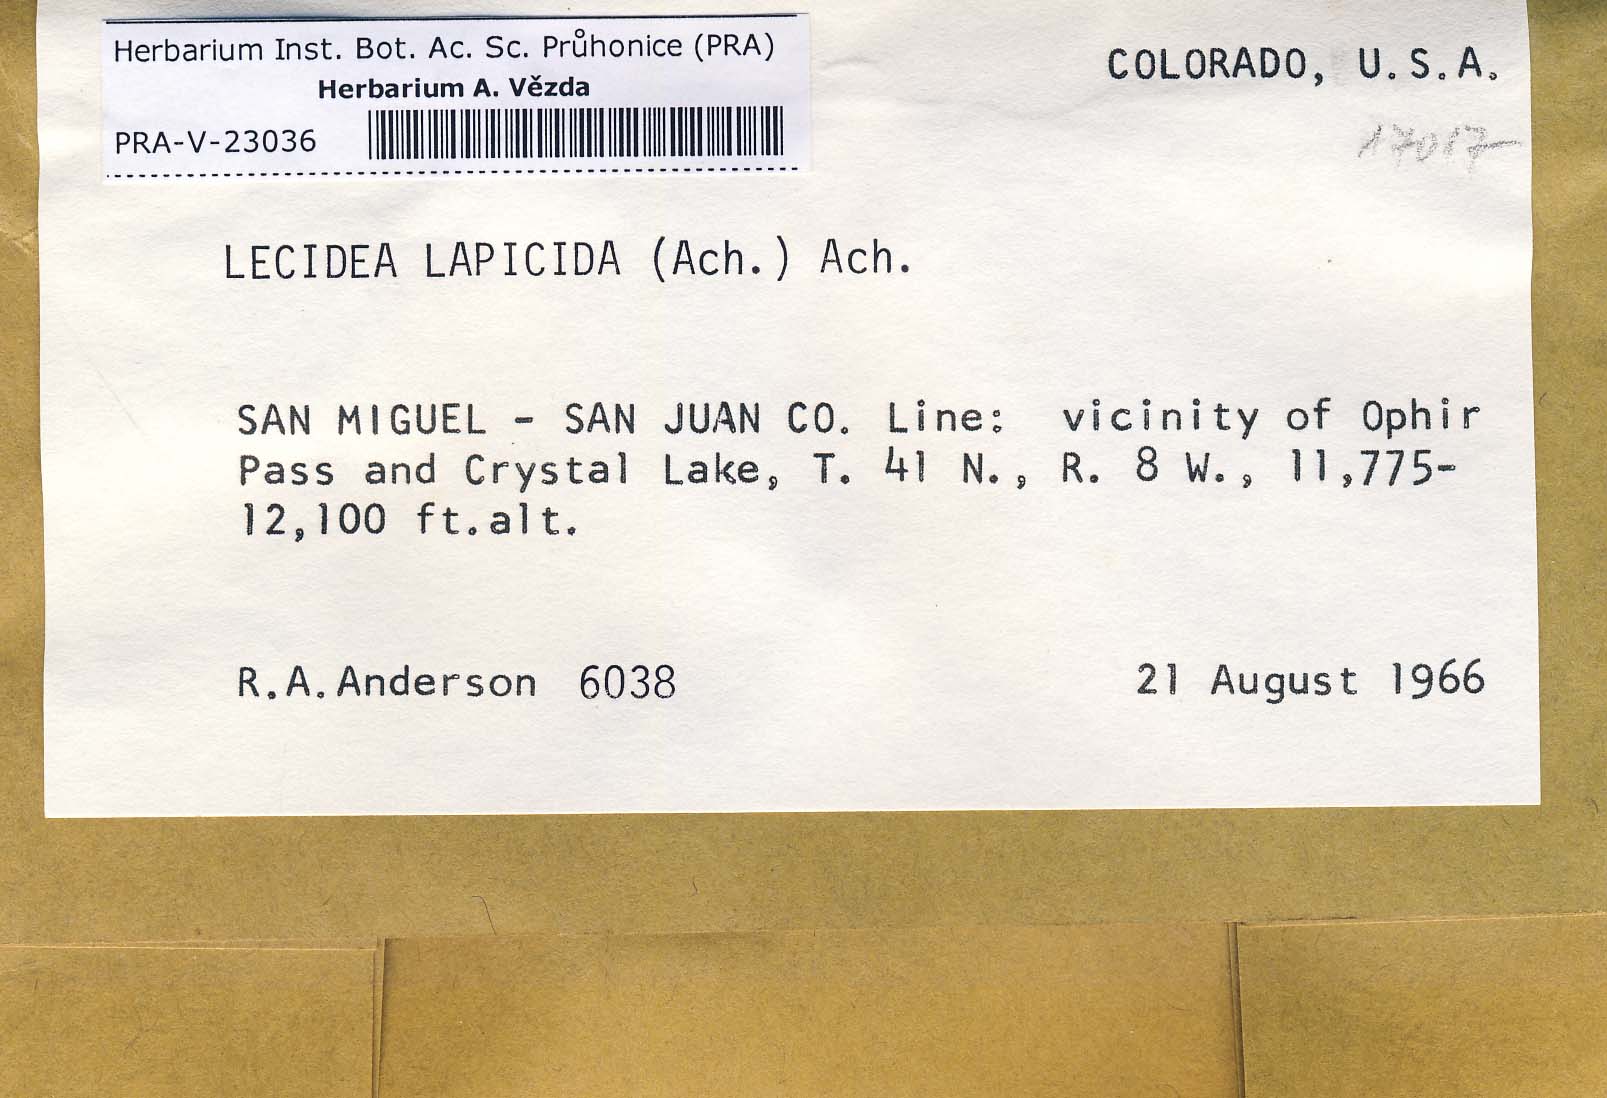 Herbarium Inst. Bot. Ac. Sc. Průhonice (PRA)
Herbarium A. Vězda
PRA-V-23036
COLORADO, U.S.A.
17017
LECIDEA LAPICIDA (Ach.) Ach.
SAN MIGUEL - SAN JUAN CO. Line: vicinity of Ophir
Pass and Crystal Lake, T. 41 N., R. 8 W., 11,775-
12,100 ft.alt.
R.A.Anderson 6038
21 August 1966